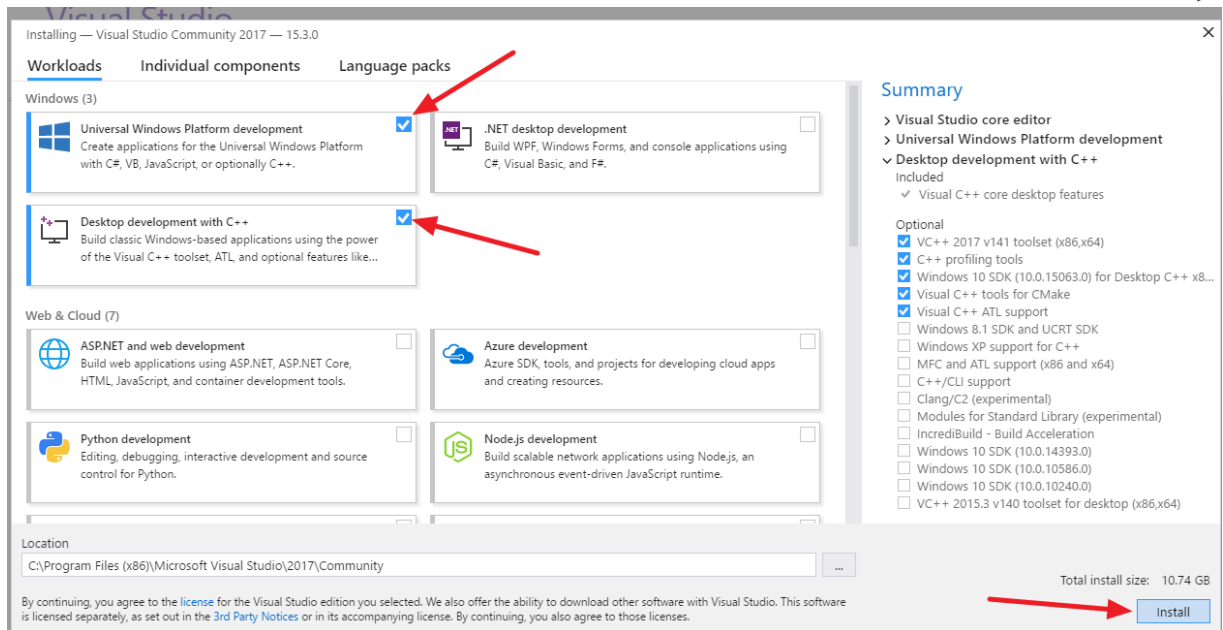 Visual Studio
Installing — Visual Studio Community 2017 — 15.3.0
Workloads
Individual components
Language packs
Windows (3)
Universal Windows Platform development
Create applications for the Universal Windows Platform
with C#, VB, JavaScript, or optionally C++.
.NET
.NET desktop development
Build WPF, Windows Forms, and console applications using
C#, Visual Basic, and F#.
Desktop development with C++
Build classic Windows-based applications using the power
of the Visual C++ toolset, ATL, and optional features like...
Web & Cloud (7)
ASP.NET and web development
Build web applications using ASP.NET, ASP.NET Core,
HTML, JavaScript, and container development tools.
Azure development
Azure SDK, tools, and projects for developing cloud apps
and creating resources.
Python development
Editing, debugging, interactive development and source
control for Python.
JS
Node.js development
Build scalable network applications using Node.js, an
asynchronous event-driven JavaScript runtime.
Summary
Visual Studio core editor
Universal Windows Platform development
Desktop development with C++
Included
Visual C++ core desktop features
Optional
VC++ 2017 v141 toolset (x86,x64)
C++ profiling tools
Windows 10 SDK (10.0.15063.0) for Desktop C++ x8...
Visual C++ tools for CMake
Visual C++ ATL support
Windows 8.1 SDK and UCRT SDK
Windows XP support for C++
MFC and ATL support (x86 and x64)
C++/CLI support
Clang/C2 (experimental)
Modules for Standard Library (experimental)
IncrediBuild - Build Acceleration
Windows 10 SDK (10.0.14393.0)
Windows 10 SDK (10.0.10586.0)
Windows 10 SDK (10.0.10240.0)
VC++ 2015.3 v140 toolset for desktop (x86,x64)
Location
C:\Program Files (x86)\Microsoft Visual Studio\2017\Community
...
By continuing, you agree to the license for the Visual Studio edition you selected. We also offer the ability to download other software with Visual Studio. This software
is licensed separately, as set out in the 3rd Party Notices or in its accompanying license. By continuing, you also agree to those licenses.
Total install size: 10.74 GB
Install